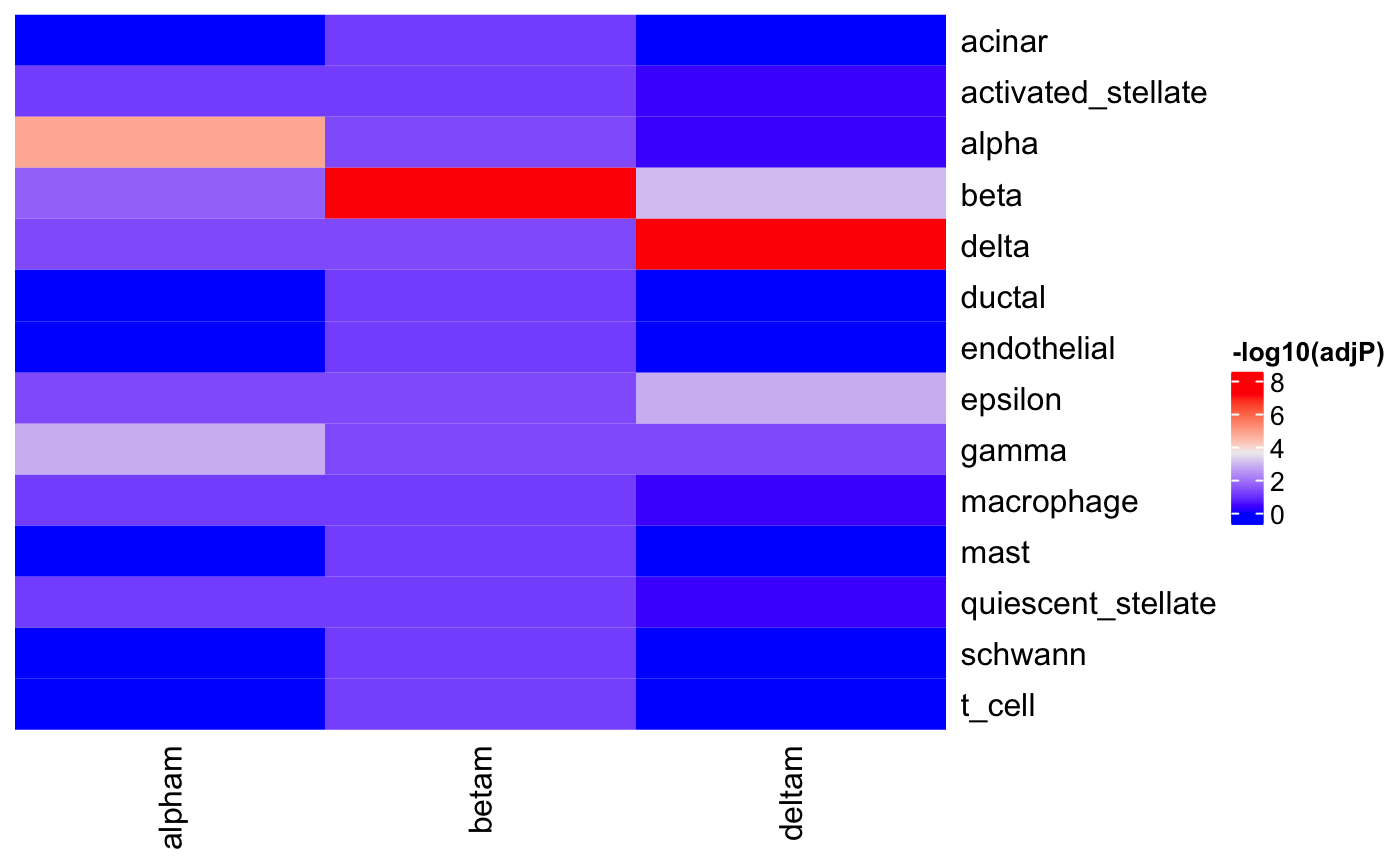 acinar
activated_stellate
alpha
beta
delta
ductal
endothelial
epsilon
gamma
macrophage
mast
quiescent_stellate
schwann
t_cell
-log10(adjP)
8
6
4
2
0
alpham
betam
deltam